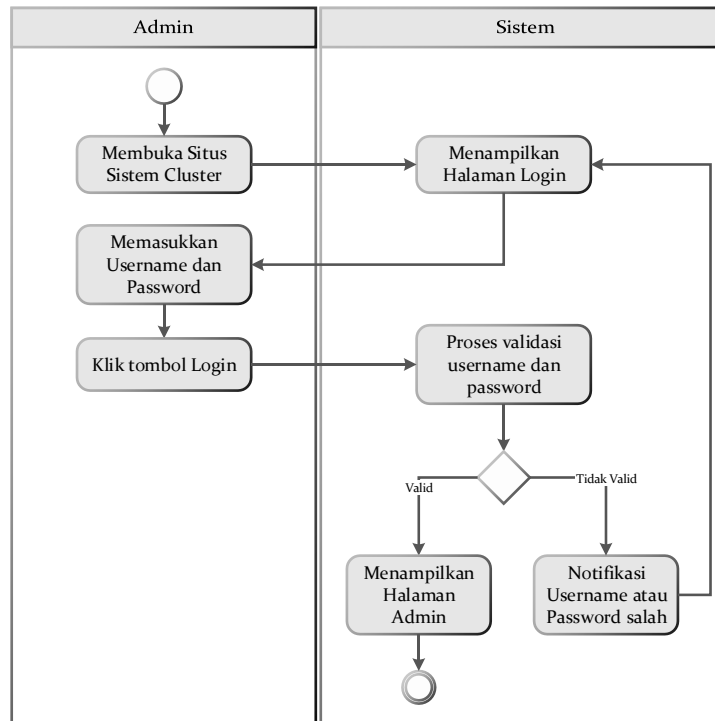 Admin
Sistem
Membuka Situs
Sistem Cluster
Menampilkan
Halaman Login
Memasukkan
Username dan
Password
Klik tombol Login
Proses validasi
username dan
password
Valid
Tidak Valid
Menampilkan
Halaman
Admin
Notifikasi
Username atau
Password salah